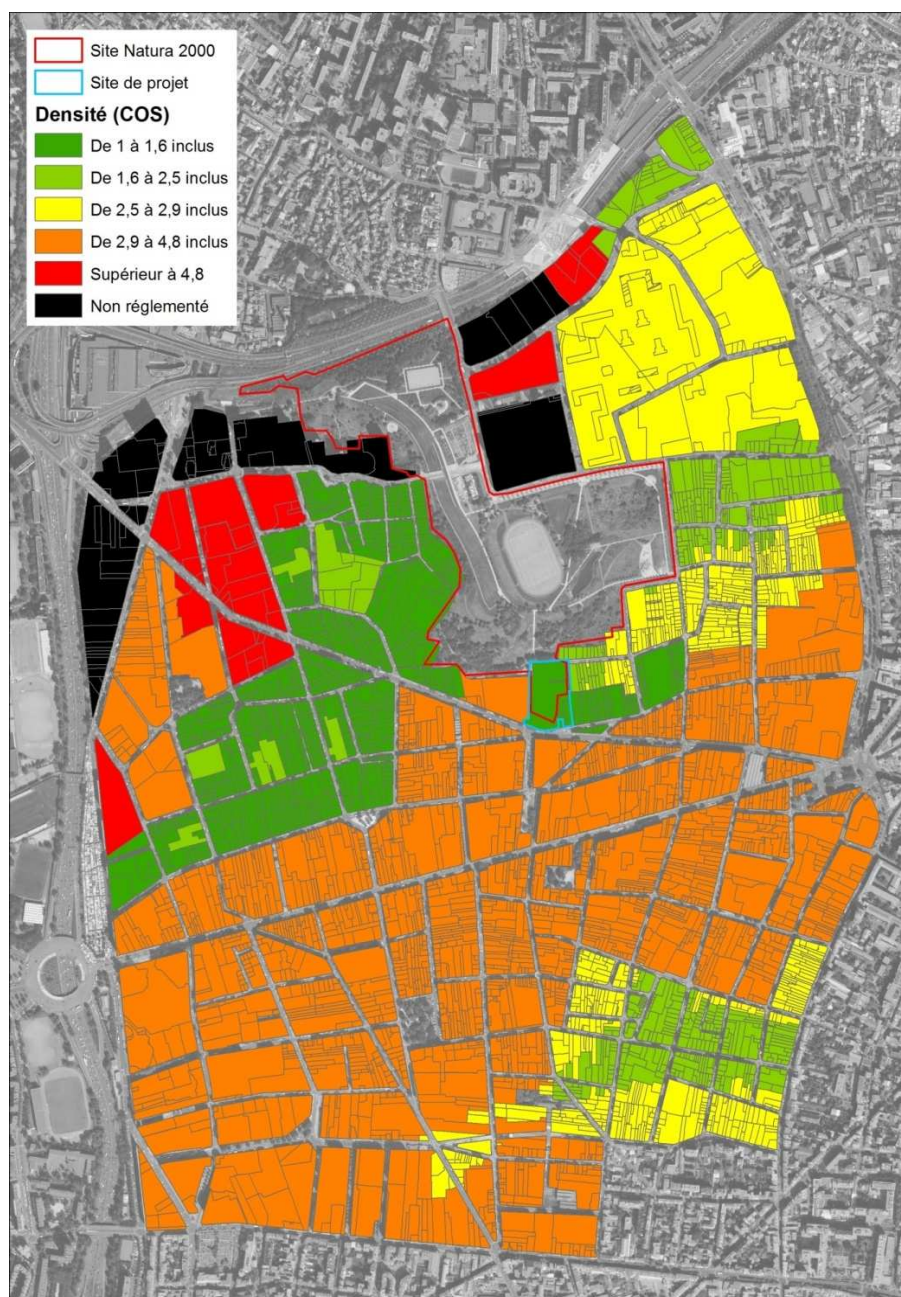 Site Natura 2000
Site de projet
Densité (COS)
De 1 à 1,6 inclus
De 1,6 à 2,5 inclus
De 2,5 à 2,9 inclus
De 2,9 à 4,8 inclus
Supérieur à 4,8
Non réglementé